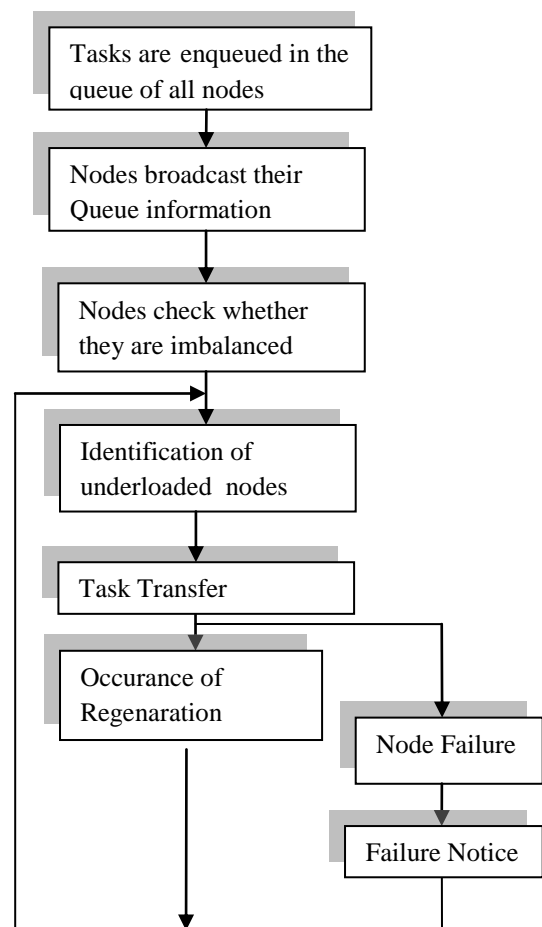 Tasks are enqueued in the
queue of all nodes
Nodes broadcast their
Queue information
Nodes check whether
they are imbalanced
Identification of
underloaded nodes
Task Transfer
Occurance of
Regenaration
Node Failure
Failure Notice